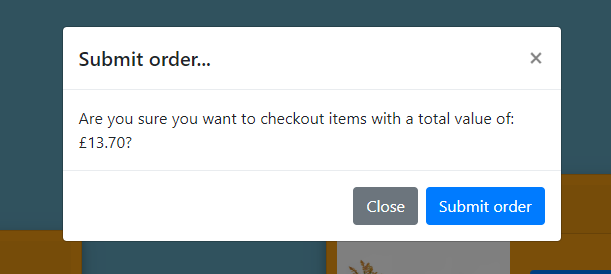 Submit order...
×
Are you sure you want to checkout items with a total value of:
£13.70?
Close
Submit order